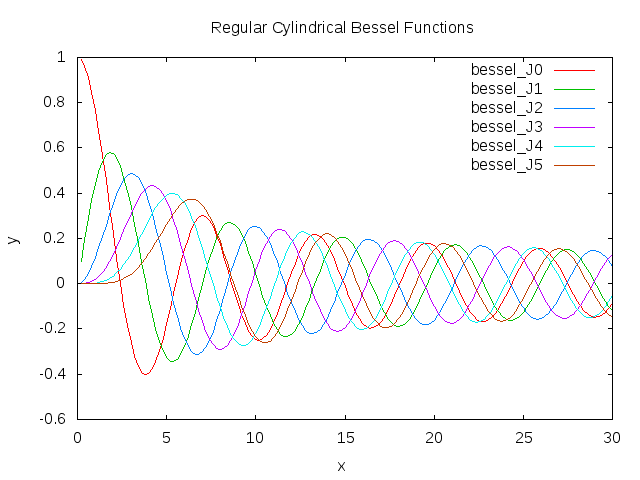 Regular Cylindrical Bessel Functions
1
0.8
0.6
0.4
0.2
0
-0.2
-0.4
-0.6
y
bessel_J0
bessel_J1
bessel_J2
bessel_J3
bessel_J4
bessel_J5
0 5 10 15 20 25 30
x